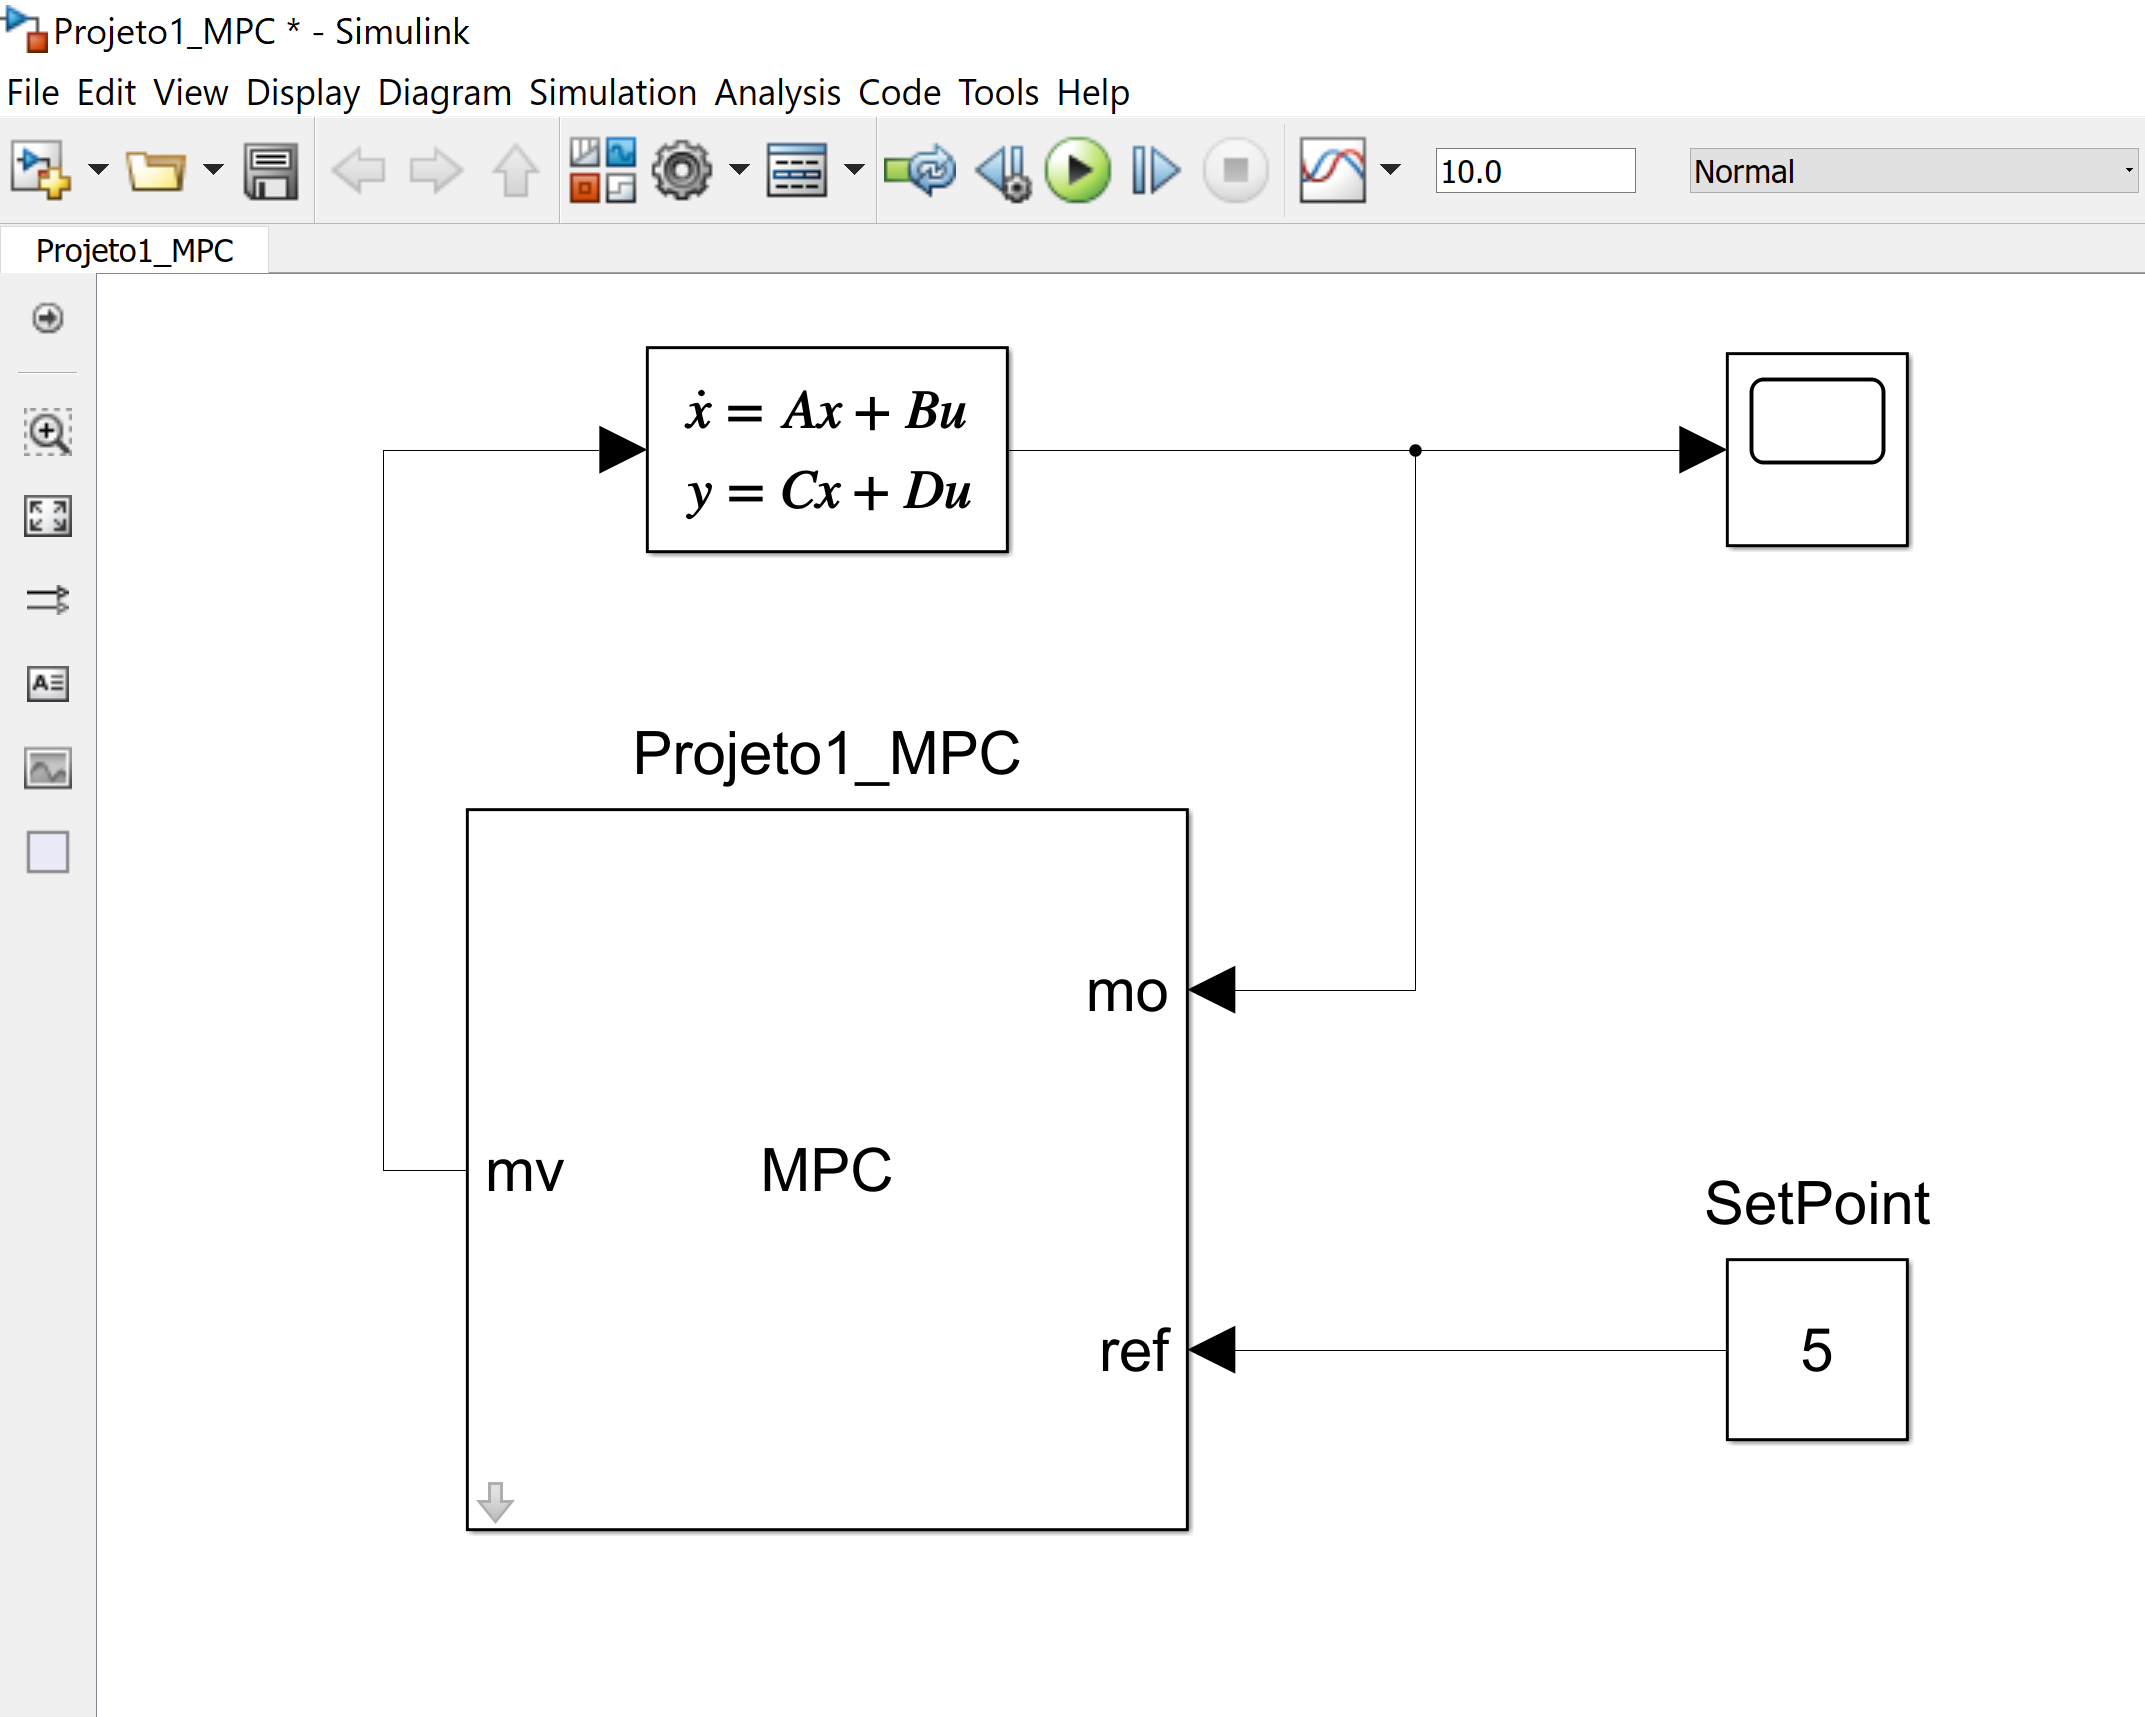 Projeto1_MPC * - Simulink
File Edit View Display Diagram Simulation Analysis Code Tools Help
10.0
Normal
Projeto1_MPC
ẋ = Ax + Bu
y = Cx + Du
Projeto1_MPC
mo
mv
MPC
SetPoint
ref
5